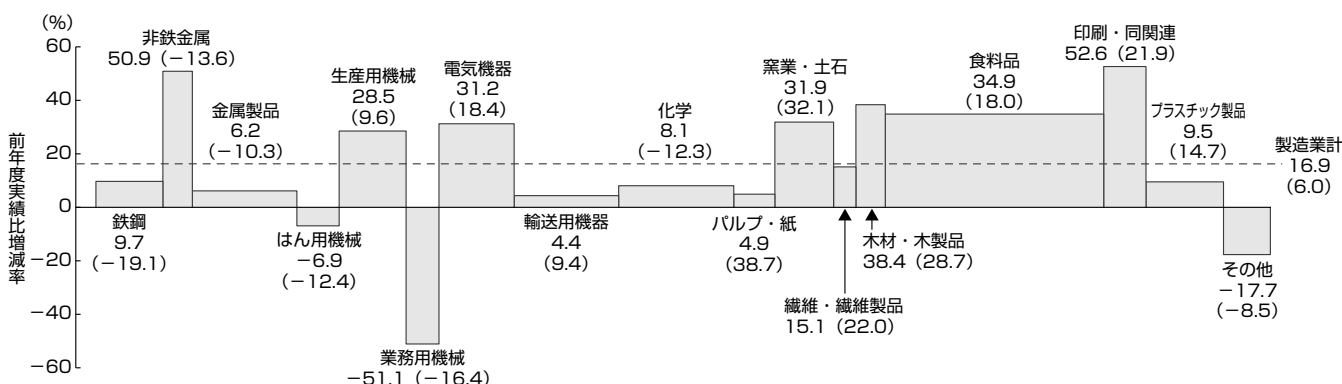 (%)
60
40
20
0
−20
−40
−60
前年度実績比増減率
鉄鋼
9.7
(−19.1)
非鉄金属
50.9 (−13.6)
金属製品
6.2
(−10.3)
はん用機械
−6.9
(−12.4)
生産用機械
28.5
(9.6)
業務用機械
−51.1 (−16.4)
電気機器
31.2
(18.4)
輸送用機器
4.4
(9.4)
化学
8.1
(−12.3)
パルプ・紙
4.9
(38.7)
窯業・土石
31.9
(32.1)
繊維・繊維製品
15.1 (22.0)
木材・木製品
38.4 (28.7)
食料品
34.9
(18.0)
印刷・同関連
52.6 (21.9)
プラスチック製品
9.5
(14.7)
その他
−17.7
(−8.5)
製造業計
16.9
(6.0)